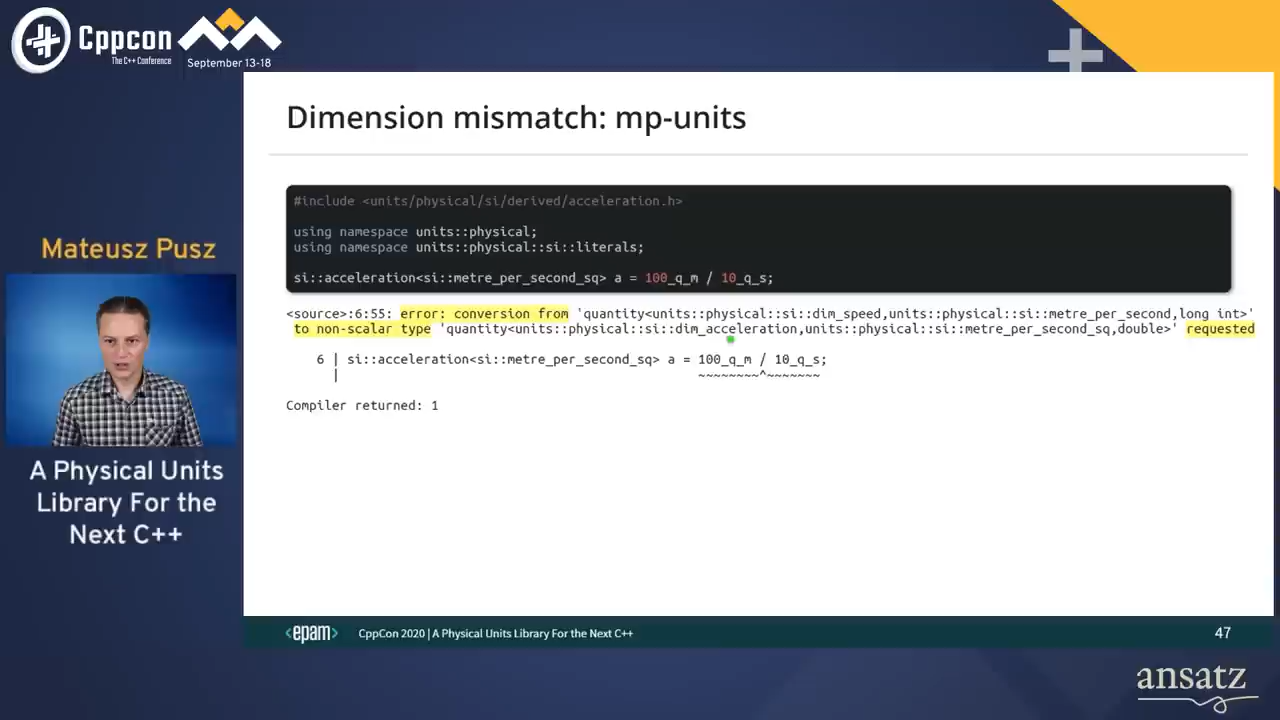 Cppcon
The C++ Conference
September 13-18
Dimension mismatch: mp-units
#include <units/physical/si/derived/acceleration.h>
using namespace units::physical;
using namespace units::physical::si::literals;
si::acceleration<si::metre_per_second_sq> a = 100_q_m / 10_q_s;
<source>:6:55: error: conversion from 'quantity<units::physical::si::dim_speed,units::physical::si::metre_per_second,long int>'
to non-scalar type 'quantity<units::physical::si::dim_acceleration,units::physical::si::metre_per_second_sq,double>' requested
6 | si::acceleration<si::metre_per_second_sq> a = 100_q_m / 10_q_s;
| ~~~~~~~~^~~~~~~
Compiler returned: 1
Mateusz Pusz
A Physical Units
Library For the
Next C++
<epam> CppCon 2020 | A Physical Units Library For the Next C++ 47
ansatz